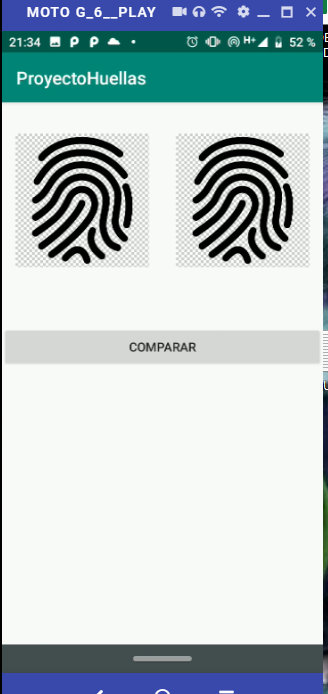 MOTO G_6__PLAY
21:34 H+ 52 %
ProyectoHuellas
COMPARAR